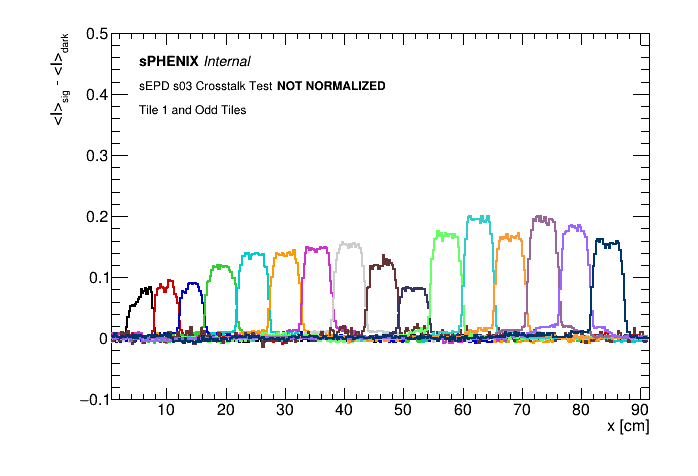 <I>sig - <I>dark
0.5
0.4
0.3
0.2
0.1
0
−0.1
sPHENIX Internal
sEPD s03 Crosstalk Test NOT NORMALIZED
Tile 1 and Odd Tiles
10 20 30 40 50 60 70 80 90
x [cm]